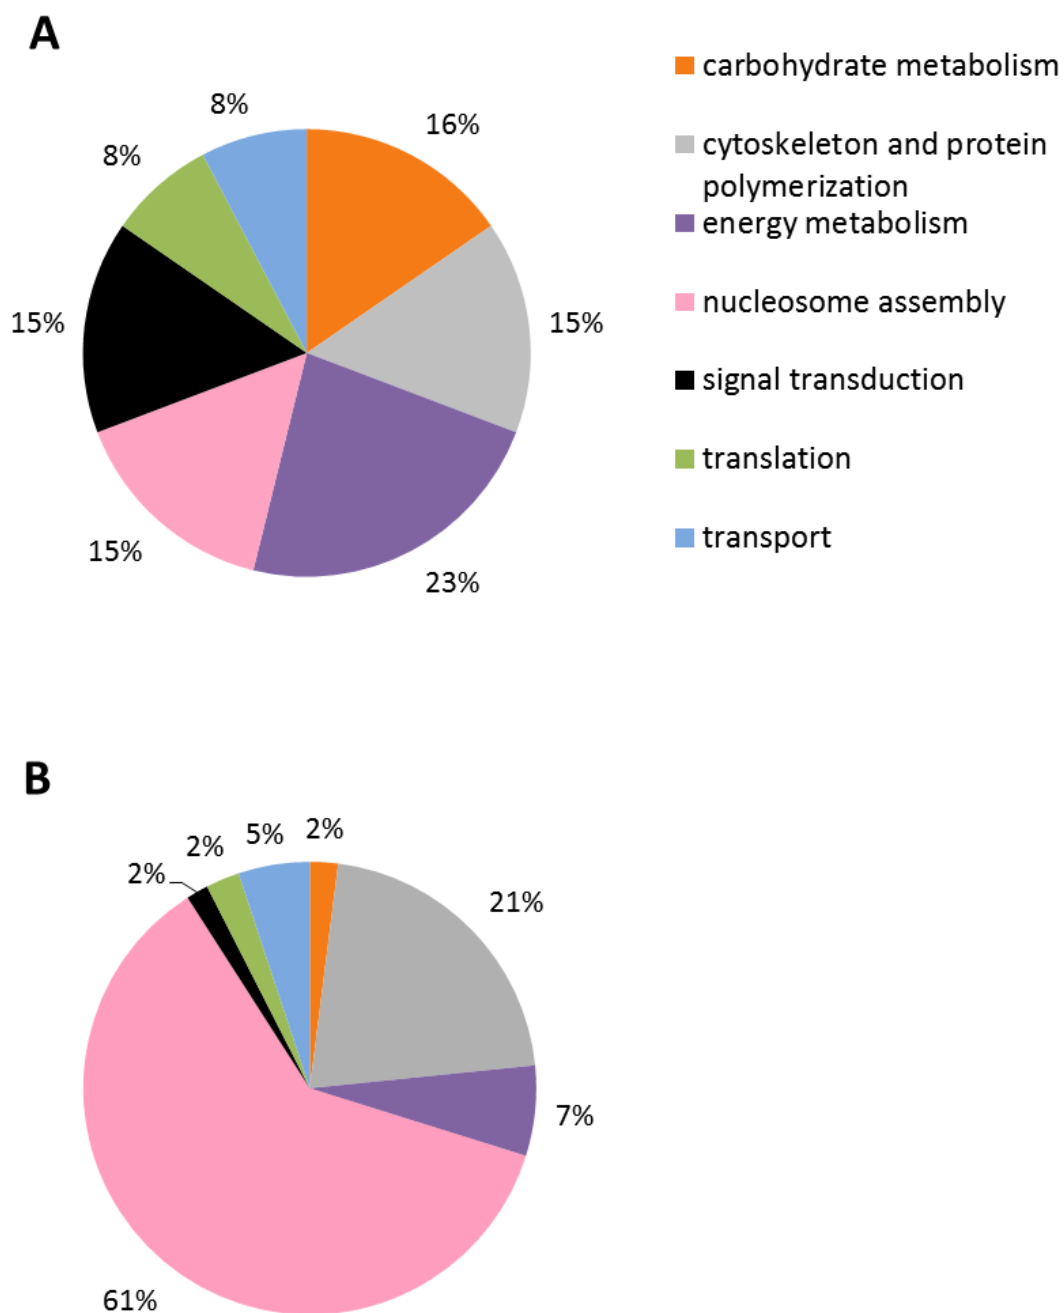 A
carbohydrate metabolism
8%
16%
cytoskeleton and protein
polymerization
8%
energy metabolism
nucleosome assembly
15%
15%
signal transduction
translation
transport
15%
23%
B
2%
5%
2%
2%
21%
7%
61%